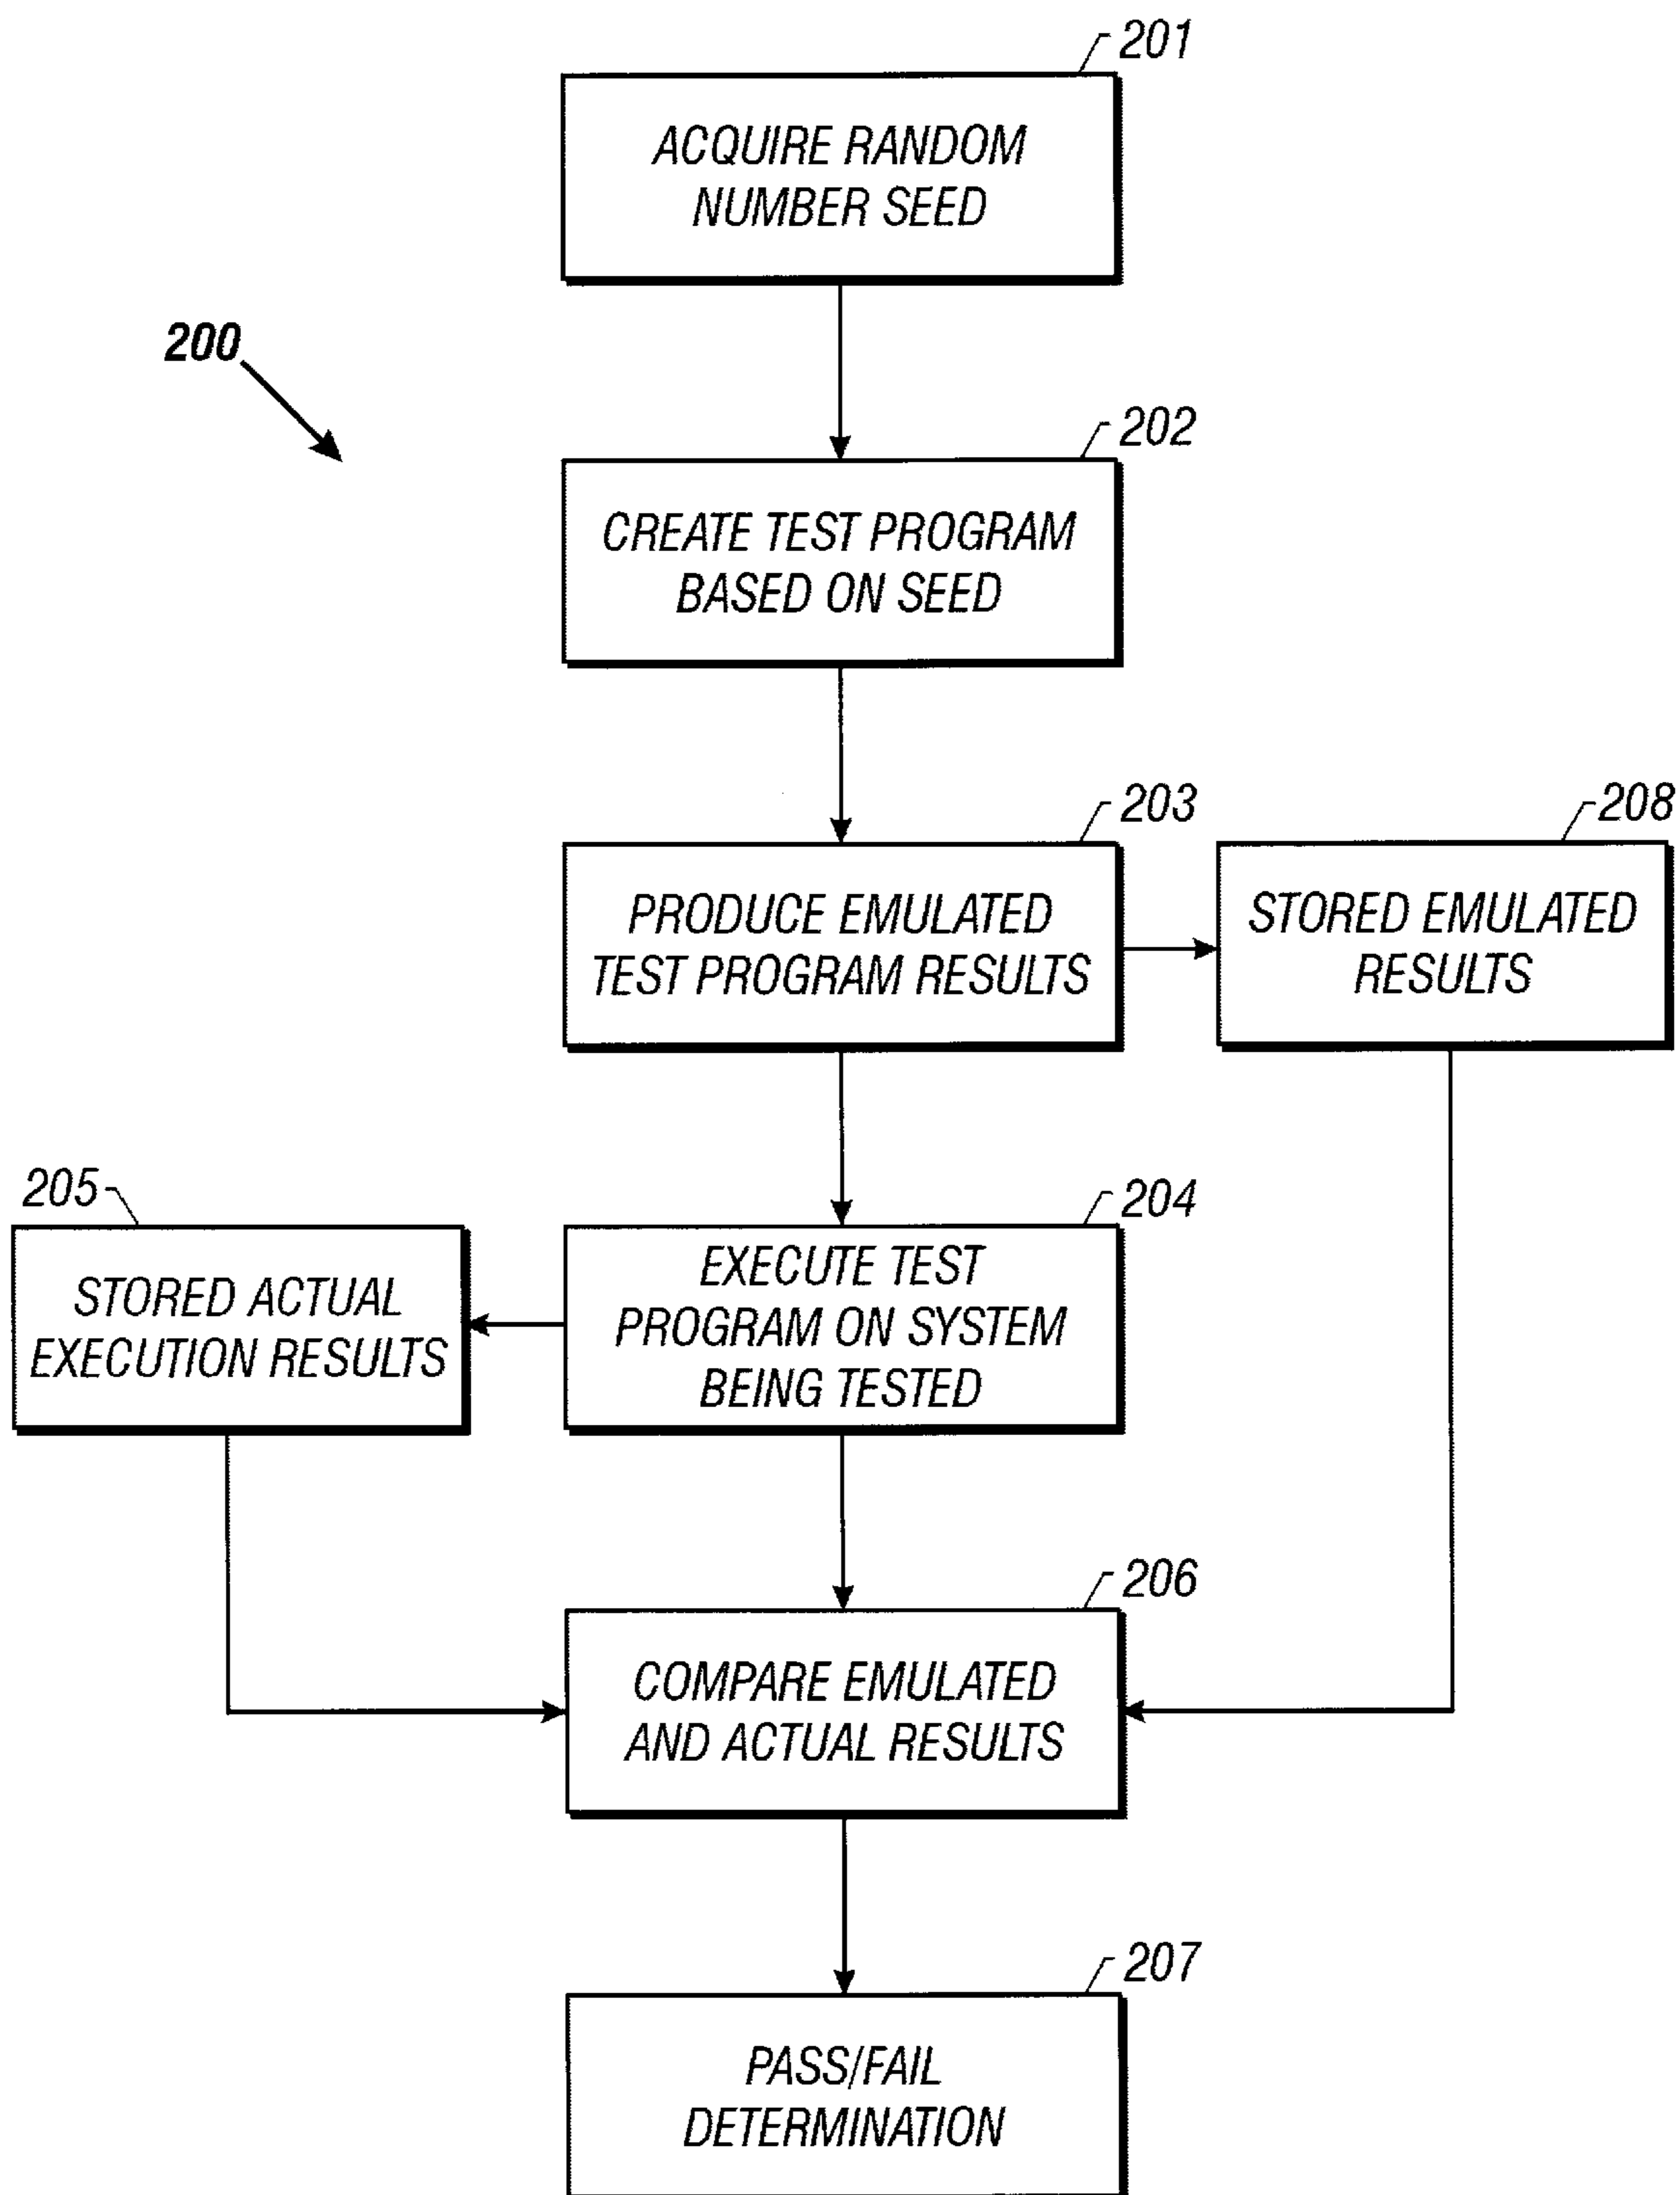 201
ACQUIRE RANDOM
NUMBER SEED
200
202
CREATE TEST PROGRAM
BASED ON SEED
203
PRODUCE EMULATED
TEST PROGRAM RESULTS
208
STORED EMULATED
RESULTS
205
STORED ACTUAL
EXECUTION RESULTS
204
EXECUTE TEST
PROGRAM ON SYSTEM
BEING TESTED
206
COMPARE EMULATED
AND ACTUAL RESULTS
207
PASS/FAIL
DETERMINATION